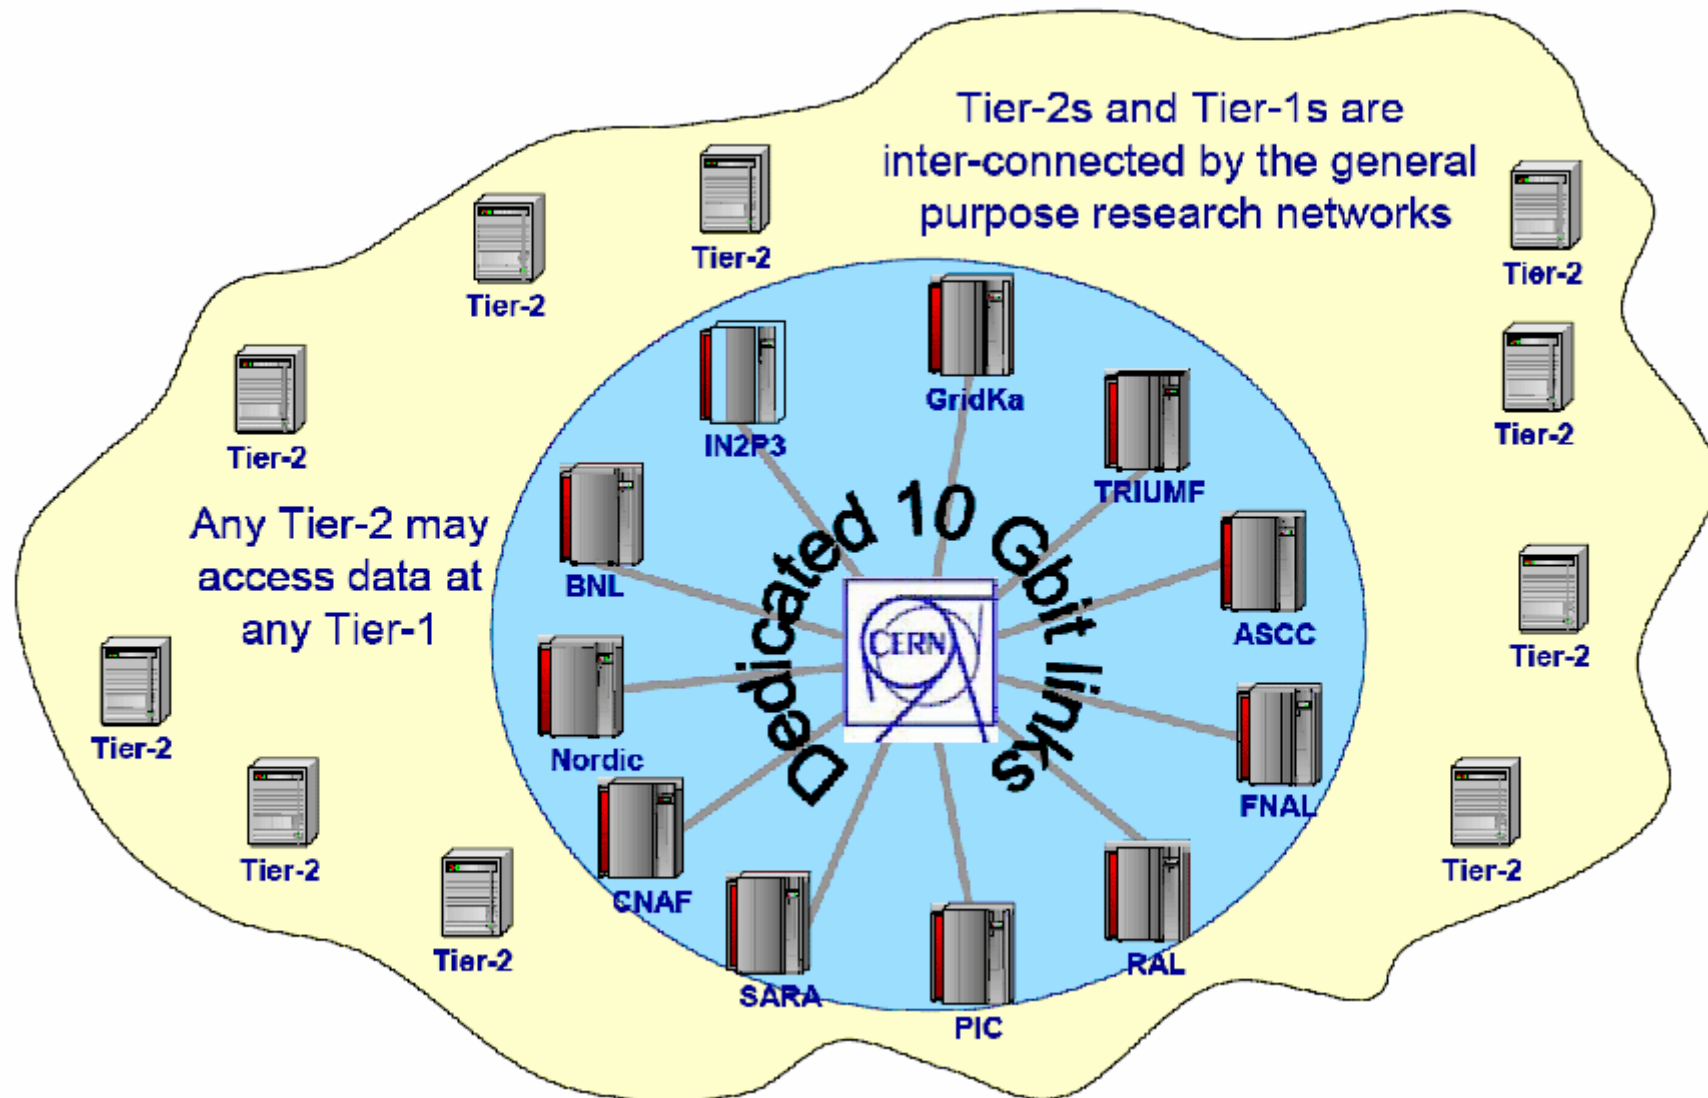 Tier-2s and Tier-1s are
inter-connected by the general
purpose research networks
Tier-2
Tier-2
Tier-2
Tier-2
Tier-2
Tier-2
Any Tier-2 may
access data at
any Tier-1
GridKa
IN2P3
TRIUMF
BNL
ASCC
Dedicated 10 Gbit links
CERN
Nordic
FNAL
CNAF
RAL
SARA
PIC
Tier-2
Tier-2
Tier-2
Tier-2
Tier-2